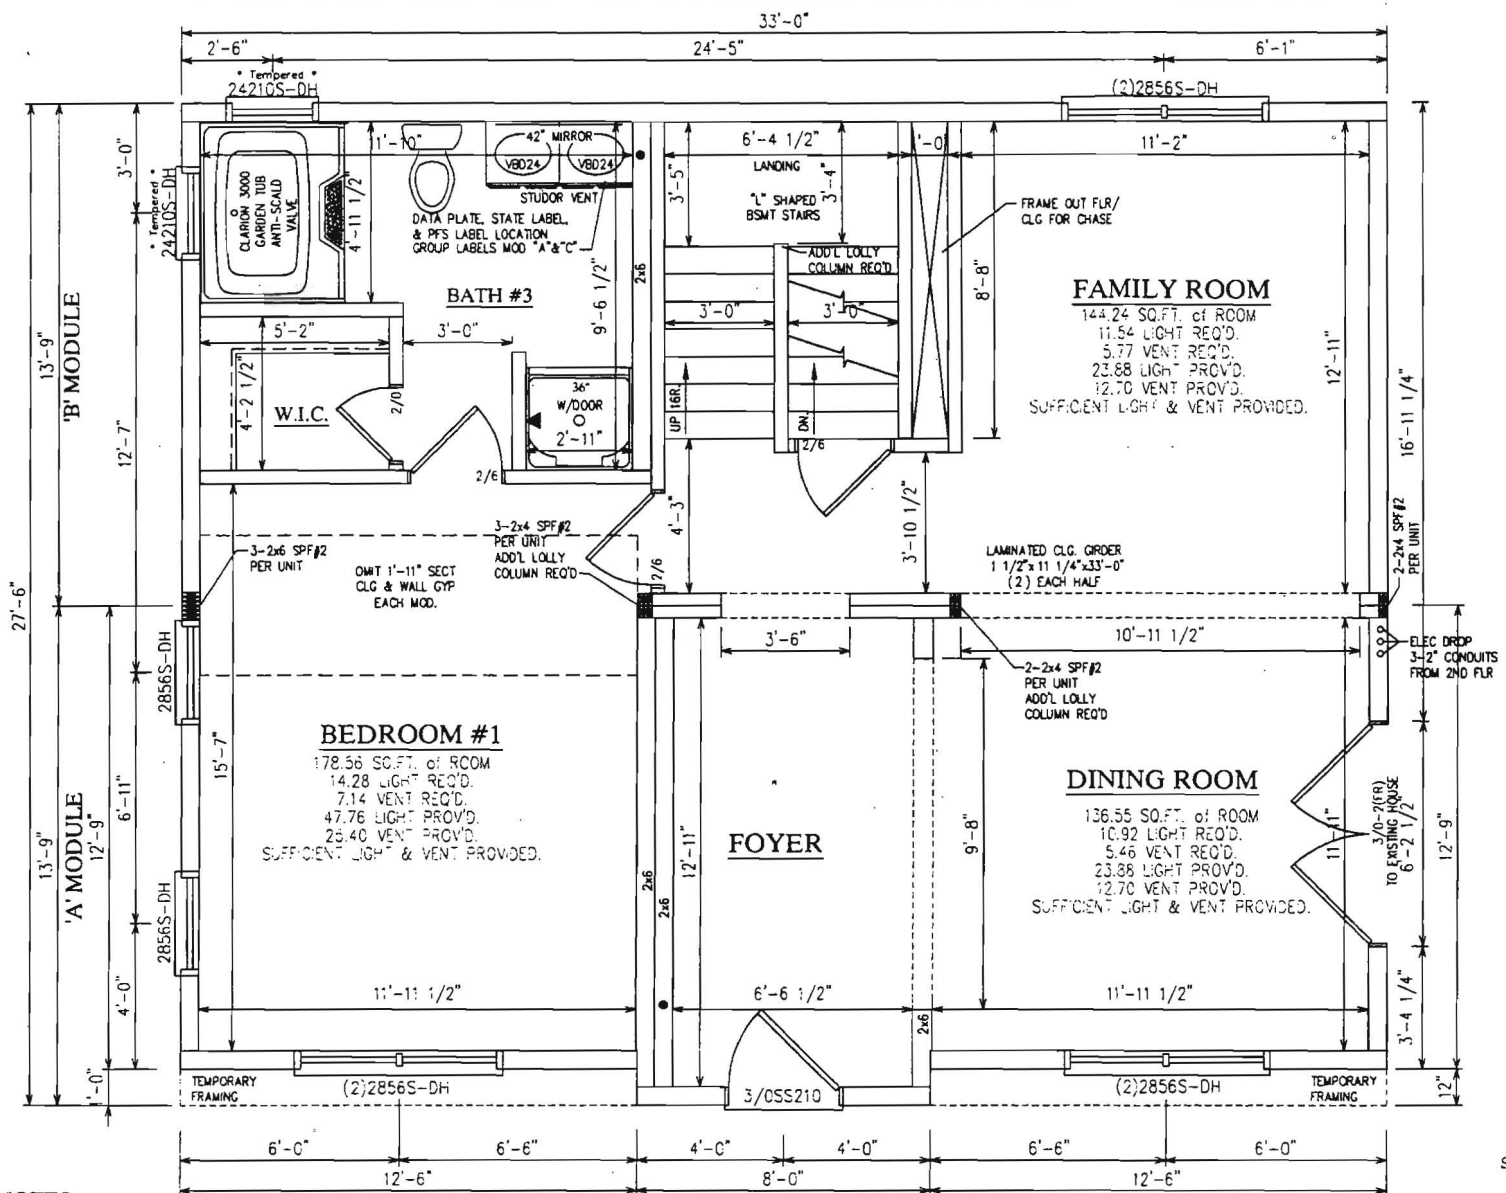 33'-0"
2'-6"
24'-5"
6'-1"
* Tempered *
24210S-DH
(2)2856S-DH
3'-0"
* Tempered *
24210S-DH
CLARION 3000
GARDEN TUB
ANTI-SCALD
VALVE
1'-10"
42" MIRROR
VBD24
VBD24
STUDOR VENT
4'-11 1/2"
DATA PLATE, STATE LABEL,
& PFS LABEL LOCATION
GROUP LABELS MOD "A"&"C"
BATH #3
9'-6 1/2"
2x6
6'-4 1/2"
LANDING
3'-5"
3'-4"
"L" SHAPED
BSMT STAIRS
ADD'L LOLLY
COLUMN REQ'D
3'-0"
3'-0"
UP 16R.
DN.
2/6
'-0"
11'-2"
FRAME OUT FLR/
CLG FOR CHASE
8'-8"
FAMILY ROOM
144.24 SQ.FT. of ROOM
11.54 LIGHT REQ'D.
5.77 VENT REQ'D.
23.88 LIGHT PROV'D.
12.70 VENT PROV'D.
SUFFICIENT LIGHT & VENT PROVIDED.
12'-11"
16'-11 1/4"
'B' MODULE
13'-9"
12'-7"
5'-2"
3'-0"
4'-2 1/2"
W.I.C.
2/0
36"
W/DOOR
2'-11"
2/6
27'-6"
3-2x6 SPF#2
PER UNIT
OMIT 1'-11" SECT
CLG & WALL GYP
EACH MOD.
3-2x4 SPF#2
PER UNIT
ADD'L LOLLY
COLUMN REQ'D
2/6
4'-3"
3'-10 1/2"
LAMINATED CLG. GIRDER
1 1/2"x 11 1/4"x33'-0"
(2) EACH HALF
2-2x4 SPF#2
PER UNIT
3'-6"
10'-11 1/2"
ELEC DROP
3-2" CONDUITS
FROM 2ND FLR
2-2x4 SPF#2
PER UNIT
ADD'L LOLLY
COLUMN REQ'D
2856S-DH
BEDROOM #1
178.56 SQ.FT. of ROOM
14.28 LIGHT REQ'D.
7.14 VENT REQ'D.
47.76 LIGHT PROV'D.
25.40 VENT PROV'D.
SUFFICIENT LIGHT & VENT PROVIDED.
15'-7"
6'-11"
'A' MODULE
12'-9"
13'-9"
2856S-DH
4'-0"
1'-0"
FOYER
12'-11"
2x6
2x6
9'-8"
DINING ROOM
136.55 SQ.FT. of ROOM
10.92 LIGHT REQ'D.
5.46 VENT REQ'D.
23.88 LIGHT PROV'D.
12.70 VENT PROV'D.
SUFFICIENT LIGHT & VENT PROVIDED.
11'-11"
3/0-2(FR)
TO EXISTING HOUSE
6'-2 1/2"
12'-9"
11'-11 1/2"
6'-6 1/2"
11'-11 1/2"
2x6
3'-4 1/4"
TEMPORARY
FRAMING
(2)2856S-DH
3/0SS210
(2)2856S-DH
TEMPORARY
FRAMING
12"
6'-0"
6'-6"
4'-0"
4'-0"
6'-6"
6'-0"
12'-6"
8'-0"
12'-6"